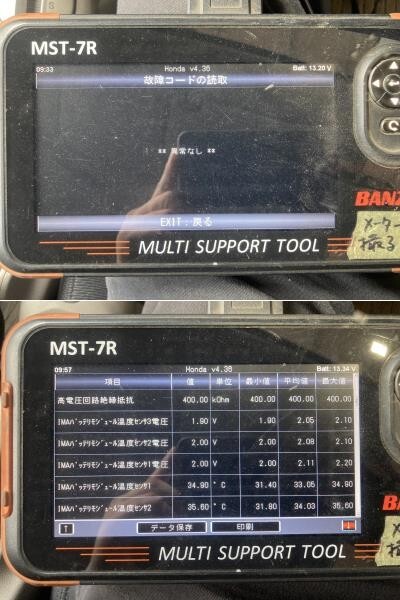 MST-7R
09:33 Honda v4.36 Batt: 13.20 V
故障コードの読取
** 異常なし **
EXIT：戻る
BANZ
メーター
撮る
MULTI SUPPORT TOOL
MST-7R
09:57 Honda v4.36 Batt: 13.34 V
項目 値 単位 最小値 平均値 最大値
高電圧回路絶縁抵抗 400.00 kOhm 400.00 400.00 400.00
IMAバッテリモジュール温度センサ3電圧 1.90 V 1.90 2.05 2.10
IMAバッテリモジュール温度センサ2電圧 2.00 V 2.00 2.08 2.10
IMAバッテリモジュール温度センサ1電圧 2.00 V 2.00 2.11 2.20
IMAバッテリモジュール温度センサ1 34.90 ° C 31.40 33.05 34.90
IMAバッテリモジュール温度センサ2 35.60 ° C 31.80 34.03 35.60
↑ データ保存 印刷
BA
MULTI SUPPORT TOOL